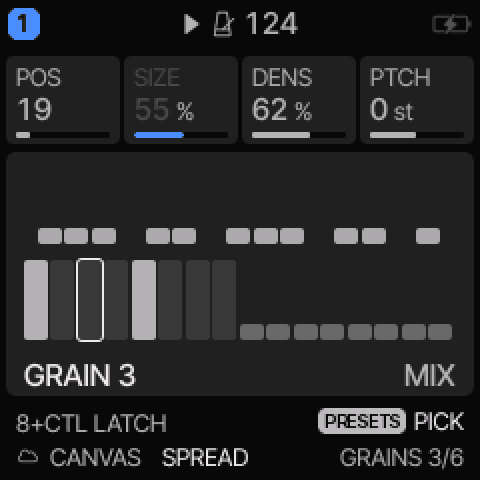 1 124
POS SIZE DENS PTCH
19 55 % 62 % 0 st
GRAIN 3 MIX
8+CTL LATCH PRESETS PICK
CANVAS SPREAD GRAINS 3/6